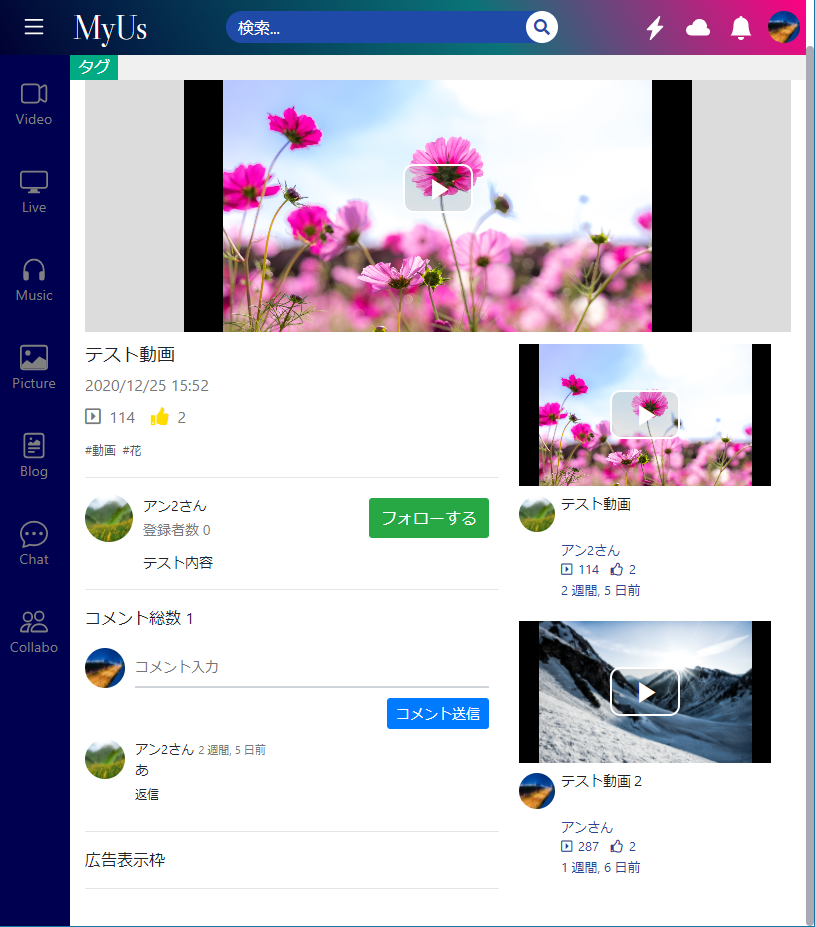 MyUs
検索...
タグ
Video
Live
Music
Picture
Blog
Chat
Collabo
テスト動画
2020/12/25 15:52
114 2
#動画 #花
アン2さん
登録者数 0
フォローする
テスト内容
コメント総数 1
コメント入力
コメント送信
アン2さん 2 週間, 5 日前
あ
返信
広告表示枠
テスト動画
アン2さん
114 2
2 週間, 5 日前
テスト動画 2
アンさん
287 2
1 週間, 6 日前